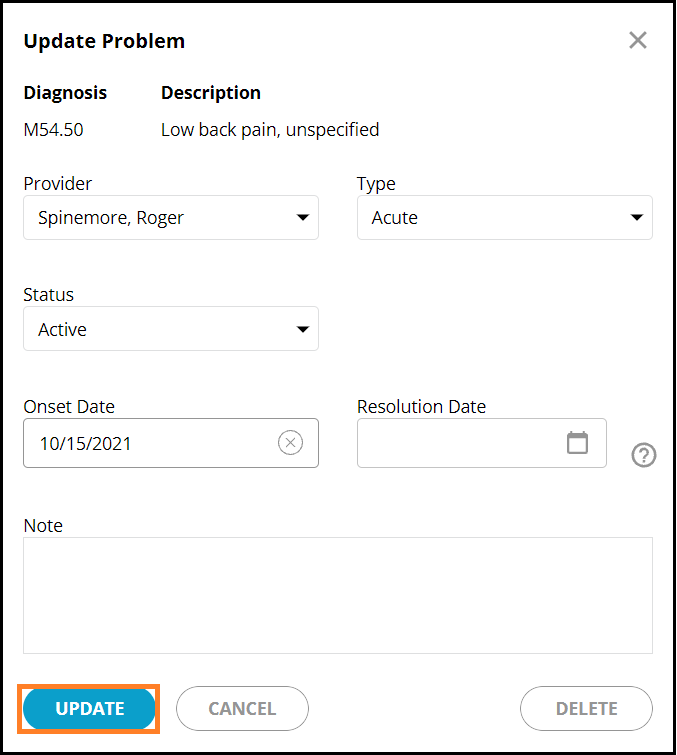 Update Problem
Diagnosis Description
M54.50 Low back pain, unspecified
Provider Type
Spinemore, Roger Acute
Status
Active
Onset Date Resolution Date
10/15/2021
?
Note
UPDATE CANCEL DELETE